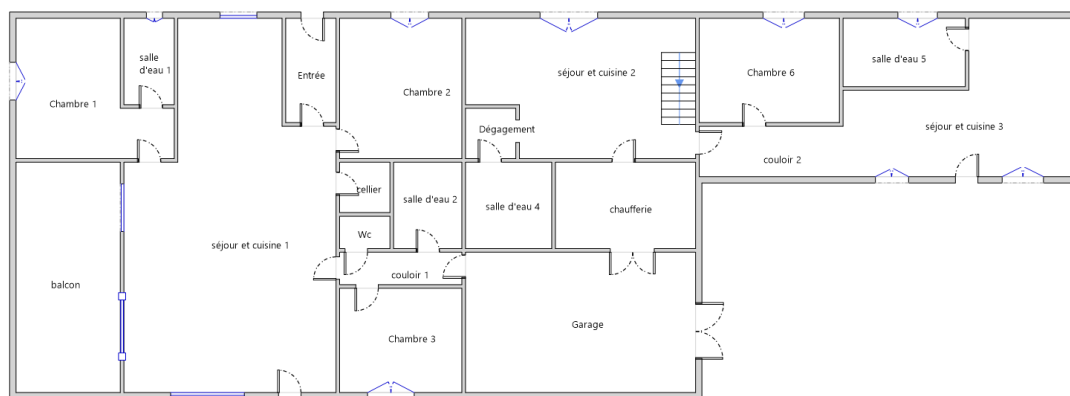 salle
d'eau 1
Chambre 1
Entrée
Chambre 2
séjour et cuisine 2
Chambre 6
salle d'eau 5
Dégagement
séjour et cuisine 3
couloir 2
cellier
salle d'eau 2
salle d'eau 4
chaufferie
Wc
séjour et cuisine 1
couloir 1
balcon
Garage
Chambre 3